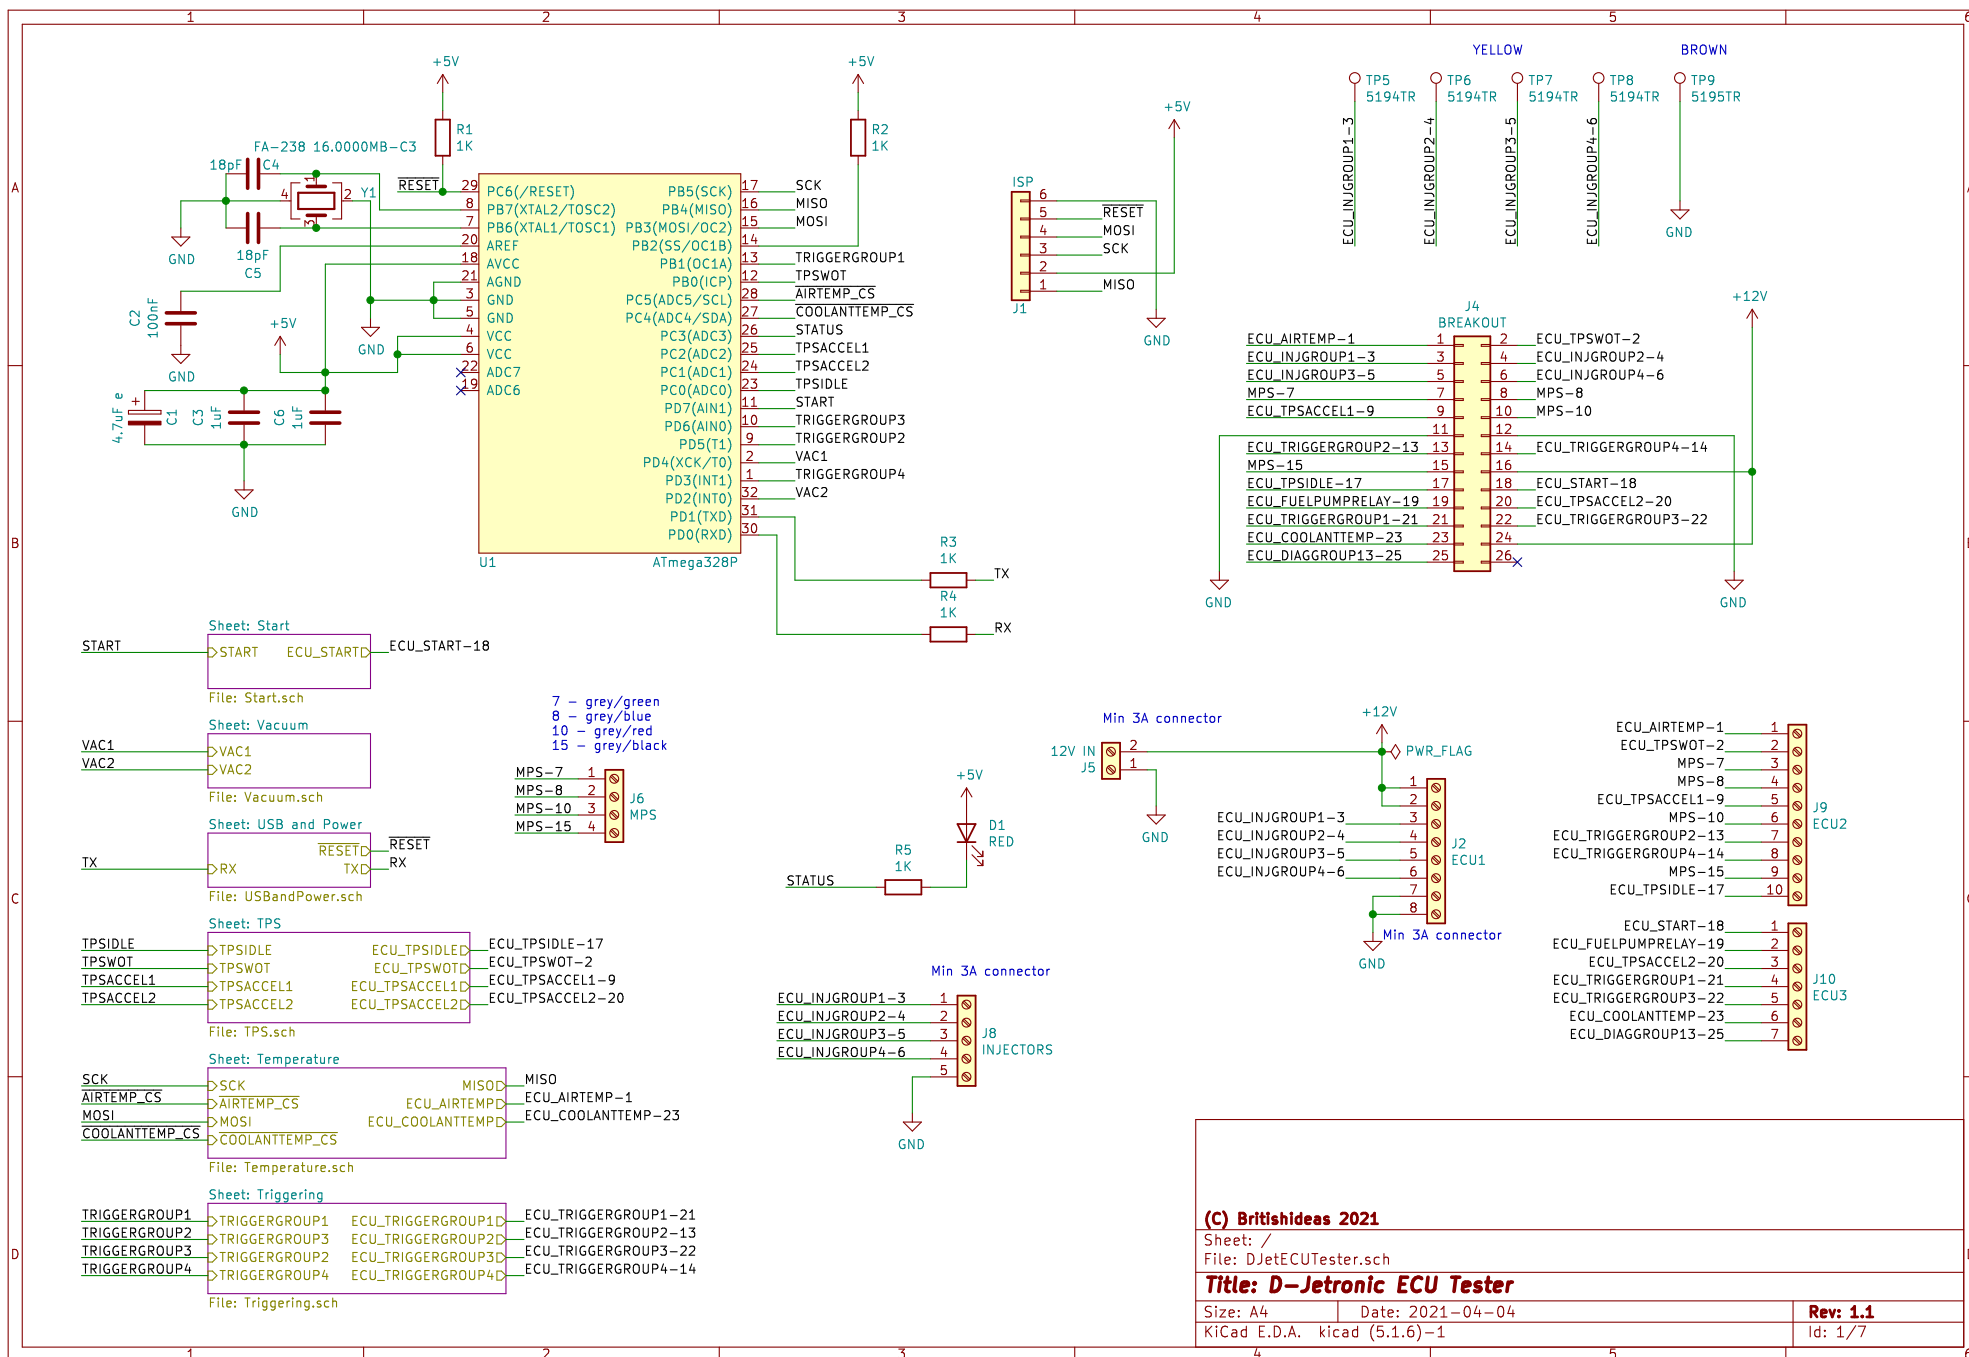 1 2 3 4 5 6
A
B
C
D
+5V
R1
1K
FA-238 16.0000MB-C3
18pF C4
4 1 2 3 Y1
18pF
C5
GND
C2
100nF
GND
+5V
GND
4.7uF e
+
C1
C3
1uF
C6
1uF
GND
RESET
29 PC6(/RESET)
8 PB7(XTAL2/TOSC2)
7 PB6(XTAL1/TOSC1)
20 AREF
18 AVCC
21 AGND
3 GND
5 GND
4 VCC
6 VCC
22 ADC7
19 ADC6
PB5(SCK) 17 SCK
PB4(MISO) 16 MISO
PB3(MOSI/OC2) 15 MOSI
PB2(SS/OC1B) 14
PB1(OC1A) 13 TRIGGERGROUP1
PB0(ICP) 12 TPSWOT
PC5(ADC5/SCL) 28 AIRTEMP_CS
PC4(ADC4/SDA) 27 COOLANTTEMP_CS
PC3(ADC3) 26 STATUS
PC2(ADC2) 25 TPSACCEL1
PC1(ADC1) 24 TPSACCEL2
PC0(ADC0) 23 TPSIDLE
PD7(AIN1) 11 START
PD6(AIN0) 10 TRIGGERGROUP3
PD5(T1) 9 TRIGGERGROUP2
PD4(XCK/T0) 2 VAC1
PD3(INT1) 1 TRIGGERGROUP4
PD2(INT0) 32 VAC2
PD1(TXD) 31
PD0(RXD) 30
U1
ATmega328P
+5V
R2
1K
R3
1K
TX
R4
1K
RX
ISP
6
5 RESET
4 MOSI
3 SCK
2
1 MISO
J1
+5V
GND
YELLOW
BROWN
TP5
5194TR
TP6
5194TR
TP7
5194TR
TP8
5194TR
TP9
5195TR
ECU_INJGROUP1-3
ECU_INJGROUP2-4
ECU_INJGROUP3-5
ECU_INJGROUP4-6
GND
+12V
J4
BREAKOUT
ECU_AIRTEMP-1 1 2 ECU_TPSWOT-2
ECU_INJGROUP1-3 3 4 ECU_INJGROUP2-4
ECU_INJGROUP3-5 5 6 ECU_INJGROUP4-6
MPS-7 7 8 MPS-8
ECU_TPSACCEL1-9 9 10 MPS-10
11 12
ECU_TRIGGERGROUP2-13 13 14 ECU_TRIGGERGROUP4-14
MPS-15 15 16
ECU_TPSIDLE-17 17 18 ECU_START-18
ECU_FUELPUMPRELAY-19 19 20 ECU_TPSACCEL2-20
ECU_TRIGGERGROUP1-21 21 22 ECU_TRIGGERGROUP3-22
ECU_COOLANTTEMP-23 23 24
ECU_DIAGGROUP13-25 25 26
GND
GND
Sheet: Start
START START ECU_START ECU_START-18
File: Start.sch
Sheet: Vacuum
VAC1 VAC1
VAC2 VAC2
File: Vacuum.sch
Sheet: USB and Power
RESET RESET
TX RX TX RX
File: USBandPower.sch
Sheet: TPS
TPSIDLE TPSIDLE ECU_TPSIDLE ECU_TPSIDLE-17
TPSWOT TPSWOT ECU_TPSWOT ECU_TPSWOT-2
TPSACCEL1 TPSACCEL1 ECU_TPSACCEL1 ECU_TPSACCEL1-9
TPSACCEL2 TPSACCEL2 ECU_TPSACCEL2 ECU_TPSACCEL2-20
File: TPS.sch
Sheet: Temperature
SCK SCK MISO MISO
AIRTEMP_CS AIRTEMP_CS ECU_AIRTEMP ECU_AIRTEMP-1
MOSI MOSI ECU_COOLANTTEMP ECU_COOLANTTEMP-23
COOLANTTEMP_CS COOLANTTEMP_CS
File: Temperature.sch
Sheet: Triggering
TRIGGERGROUP1 TRIGGERGROUP1 ECU_TRIGGERGROUP1 ECU_TRIGGERGROUP1-21
TRIGGERGROUP2 TRIGGERGROUP3 ECU_TRIGGERGROUP2 ECU_TRIGGERGROUP2-13
TRIGGERGROUP3 TRIGGERGROUP2 ECU_TRIGGERGROUP3 ECU_TRIGGERGROUP3-22
TRIGGERGROUP4 TRIGGERGROUP4 ECU_TRIGGERGROUP4 ECU_TRIGGERGROUP4-14
File: Triggering.sch
7 - grey/green
8 - grey/blue
10 - grey/red
15 - grey/black
MPS-7 1
MPS-8 2
MPS-10 3
MPS-15 4
J6
MPS
+5V
D1
RED
R5
1K
STATUS
Min 3A connector
ECU_INJGROUP1-3 1
ECU_INJGROUP2-4 2
ECU_INJGROUP3-5 3
ECU_INJGROUP4-6 4
5
J8
INJECTORS
GND
Min 3A connector
12V IN
J5
2
1
GND
+12V
PWR_FLAG
1
2
ECU_INJGROUP1-3 3
ECU_INJGROUP2-4 4
ECU_INJGROUP3-5 5
ECU_INJGROUP4-6 6
7
8
J2
ECU1
Min 3A connector
GND
ECU_AIRTEMP-1 1
ECU_TPSWOT-2 2
MPS-7 3
MPS-8 4
ECU_TPSACCEL1-9 5
MPS-10 6
ECU_TRIGGERGROUP2-13 7
ECU_TRIGGERGROUP4-14 8
MPS-15 9
ECU_TPSIDLE-17 10
J9
ECU2
ECU_START-18 1
ECU_FUELPUMPRELAY-19 2
ECU_TPSACCEL2-20 3
ECU_TRIGGERGROUP1-21 4
ECU_TRIGGERGROUP3-22 5
ECU_COOLANTTEMP-23 6
ECU_DIAGGROUP13-25 7
J10
ECU3
(C) Britishideas 2021
Sheet: /
File: DJetECUTester.sch
Title: D-Jetronic ECU Tester
Size: A4 Date: 2021-04-04 Rev: 1.1
KiCad E.D.A. kicad (5.1.6)-1 Id: 1/7
1 2 3 4 5